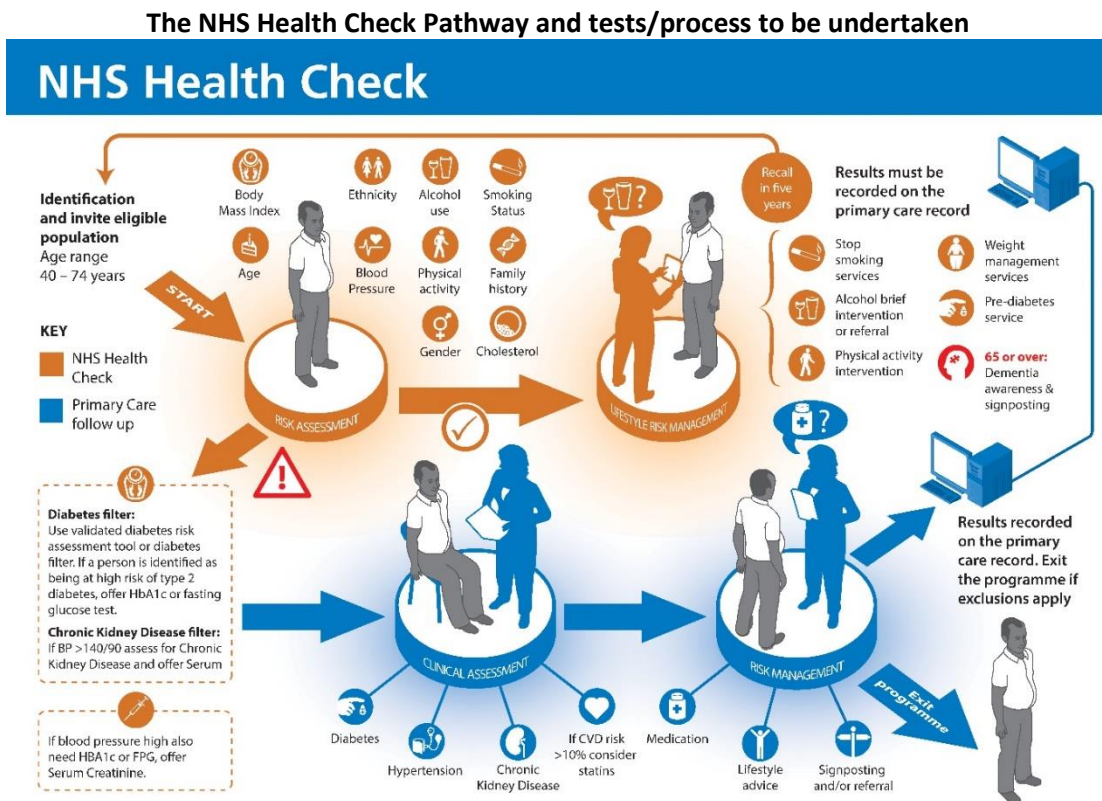 The NHS Health Check Pathway and tests/process to be undertaken
NHS Health Check
Identification
and invite eligible
population
Age range
40 – 74 years
START
KEY
NHS Health
Check
Primary Care
follow up
Body
Mass Index
Ethnicity
Alcohol
use
Smoking
Status
Age
Blood
Pressure
Physical
activity
Family
history
Gender
Cholesterol
RISK ASSESSMENT
?
LIFESTYLE RISK MANAGEMENT
Recall
in five
years
Results must be
recorded on the
primary care record
Stop
smoking
services
Alcohol brief
intervention
or referral
Physical activity
intervention
Weight
management
services
Pre-diabetes
service
65 or over:
Dementia
awareness &
signposting
!
Diabetes filter:
Use validated diabetes risk
assessment tool or diabetes
filter. If a person is identified as
being at high risk of type 2
diabetes, offer HbA1c or fasting
glucose test.
Chronic Kidney Disease filter:
If BP >140/90 assess for Chronic
Kidney Disease and offer Serum
If blood pressure high also
need HBA1c or FPG, offer
Serum Creatinine.
CLINICAL ASSESSMENT
Diabetes
Hypertension
Chronic
Kidney Disease
If CVD risk
>10% consider
statins
?
RISK MANAGEMENT
Medication
Lifestyle
advice
Signposting
and/or referral
Results recorded
on the primary
care record. Exit
the programme if
exclusions apply
Exit
programme